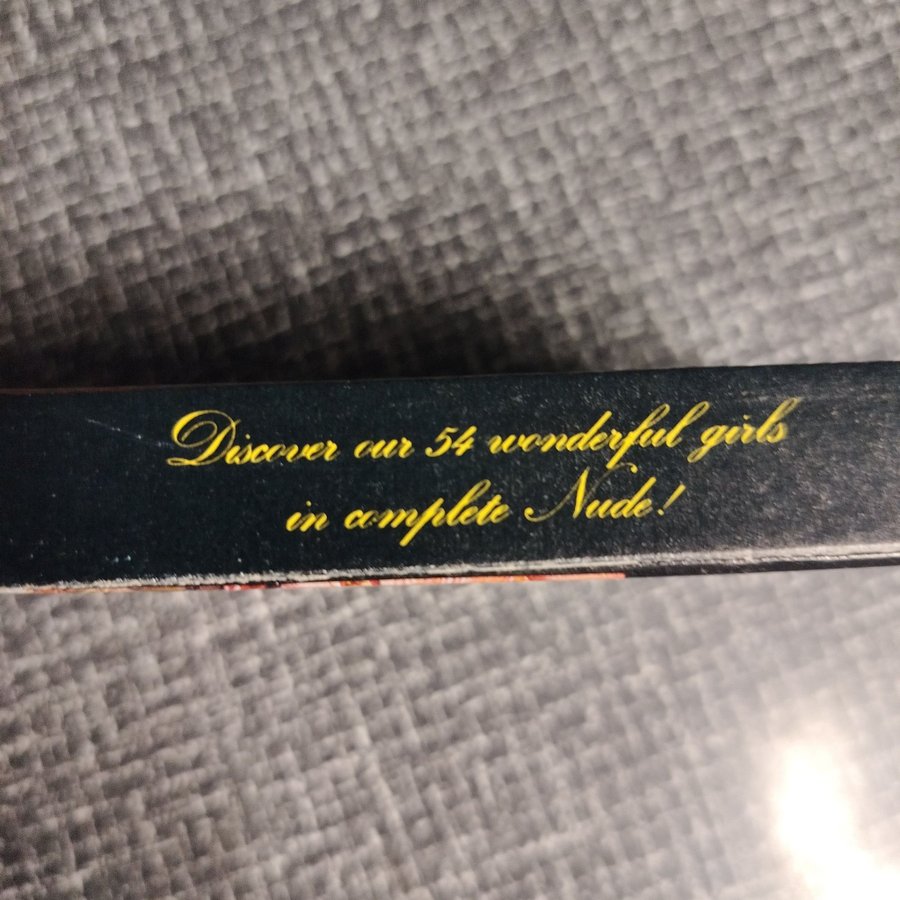 Discover our 54 wonderful girls
in complete Nude!